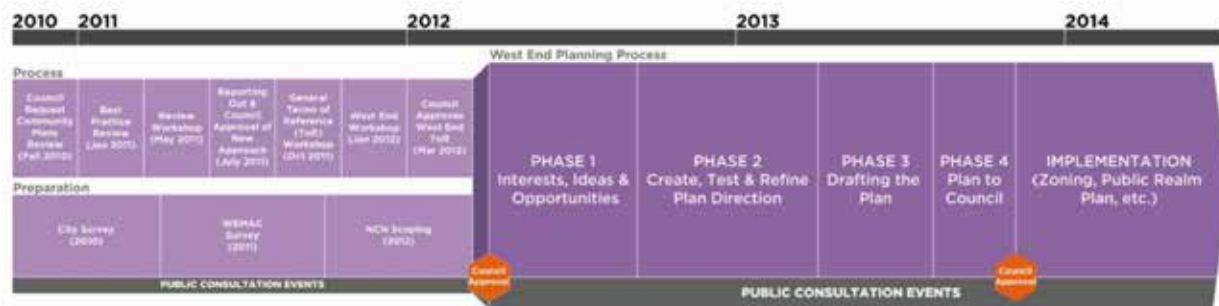 2010 2011 2012 2013 2014
West End Planning Process
Process
Council
Request
Community
Plans
Review
(Fall 2010)
Best
Practice
Review
(Jan 2011)
Review
Workshop
(May 2011)
Reporting
Out &
Council
Approval of
New
Approach
(July 2011)
General
Terms of
Reference
(ToR)
Workshop
(Oct 2011)
West End
Workshop
(Jan 2012)
Council
Approves
West End
ToR
(Mar 2012)
Preparation
City Survey
(2010)
WEMAC
Survey
(2011)
NCN Scoping
(2012)
PUBLIC CONSULTATION EVENTS
Council
Approval
PHASE 1
Interests, Ideas &
Opportunities
PHASE 2
Create, Test & Refine
Plan Direction
PHASE 3
Drafting the
Plan
PHASE 4
Plan to
Council
IMPLEMENTATION
(Zoning, Public Realm
Plan, etc.)
Council
Approval
PUBLIC CONSULTATION EVENTS